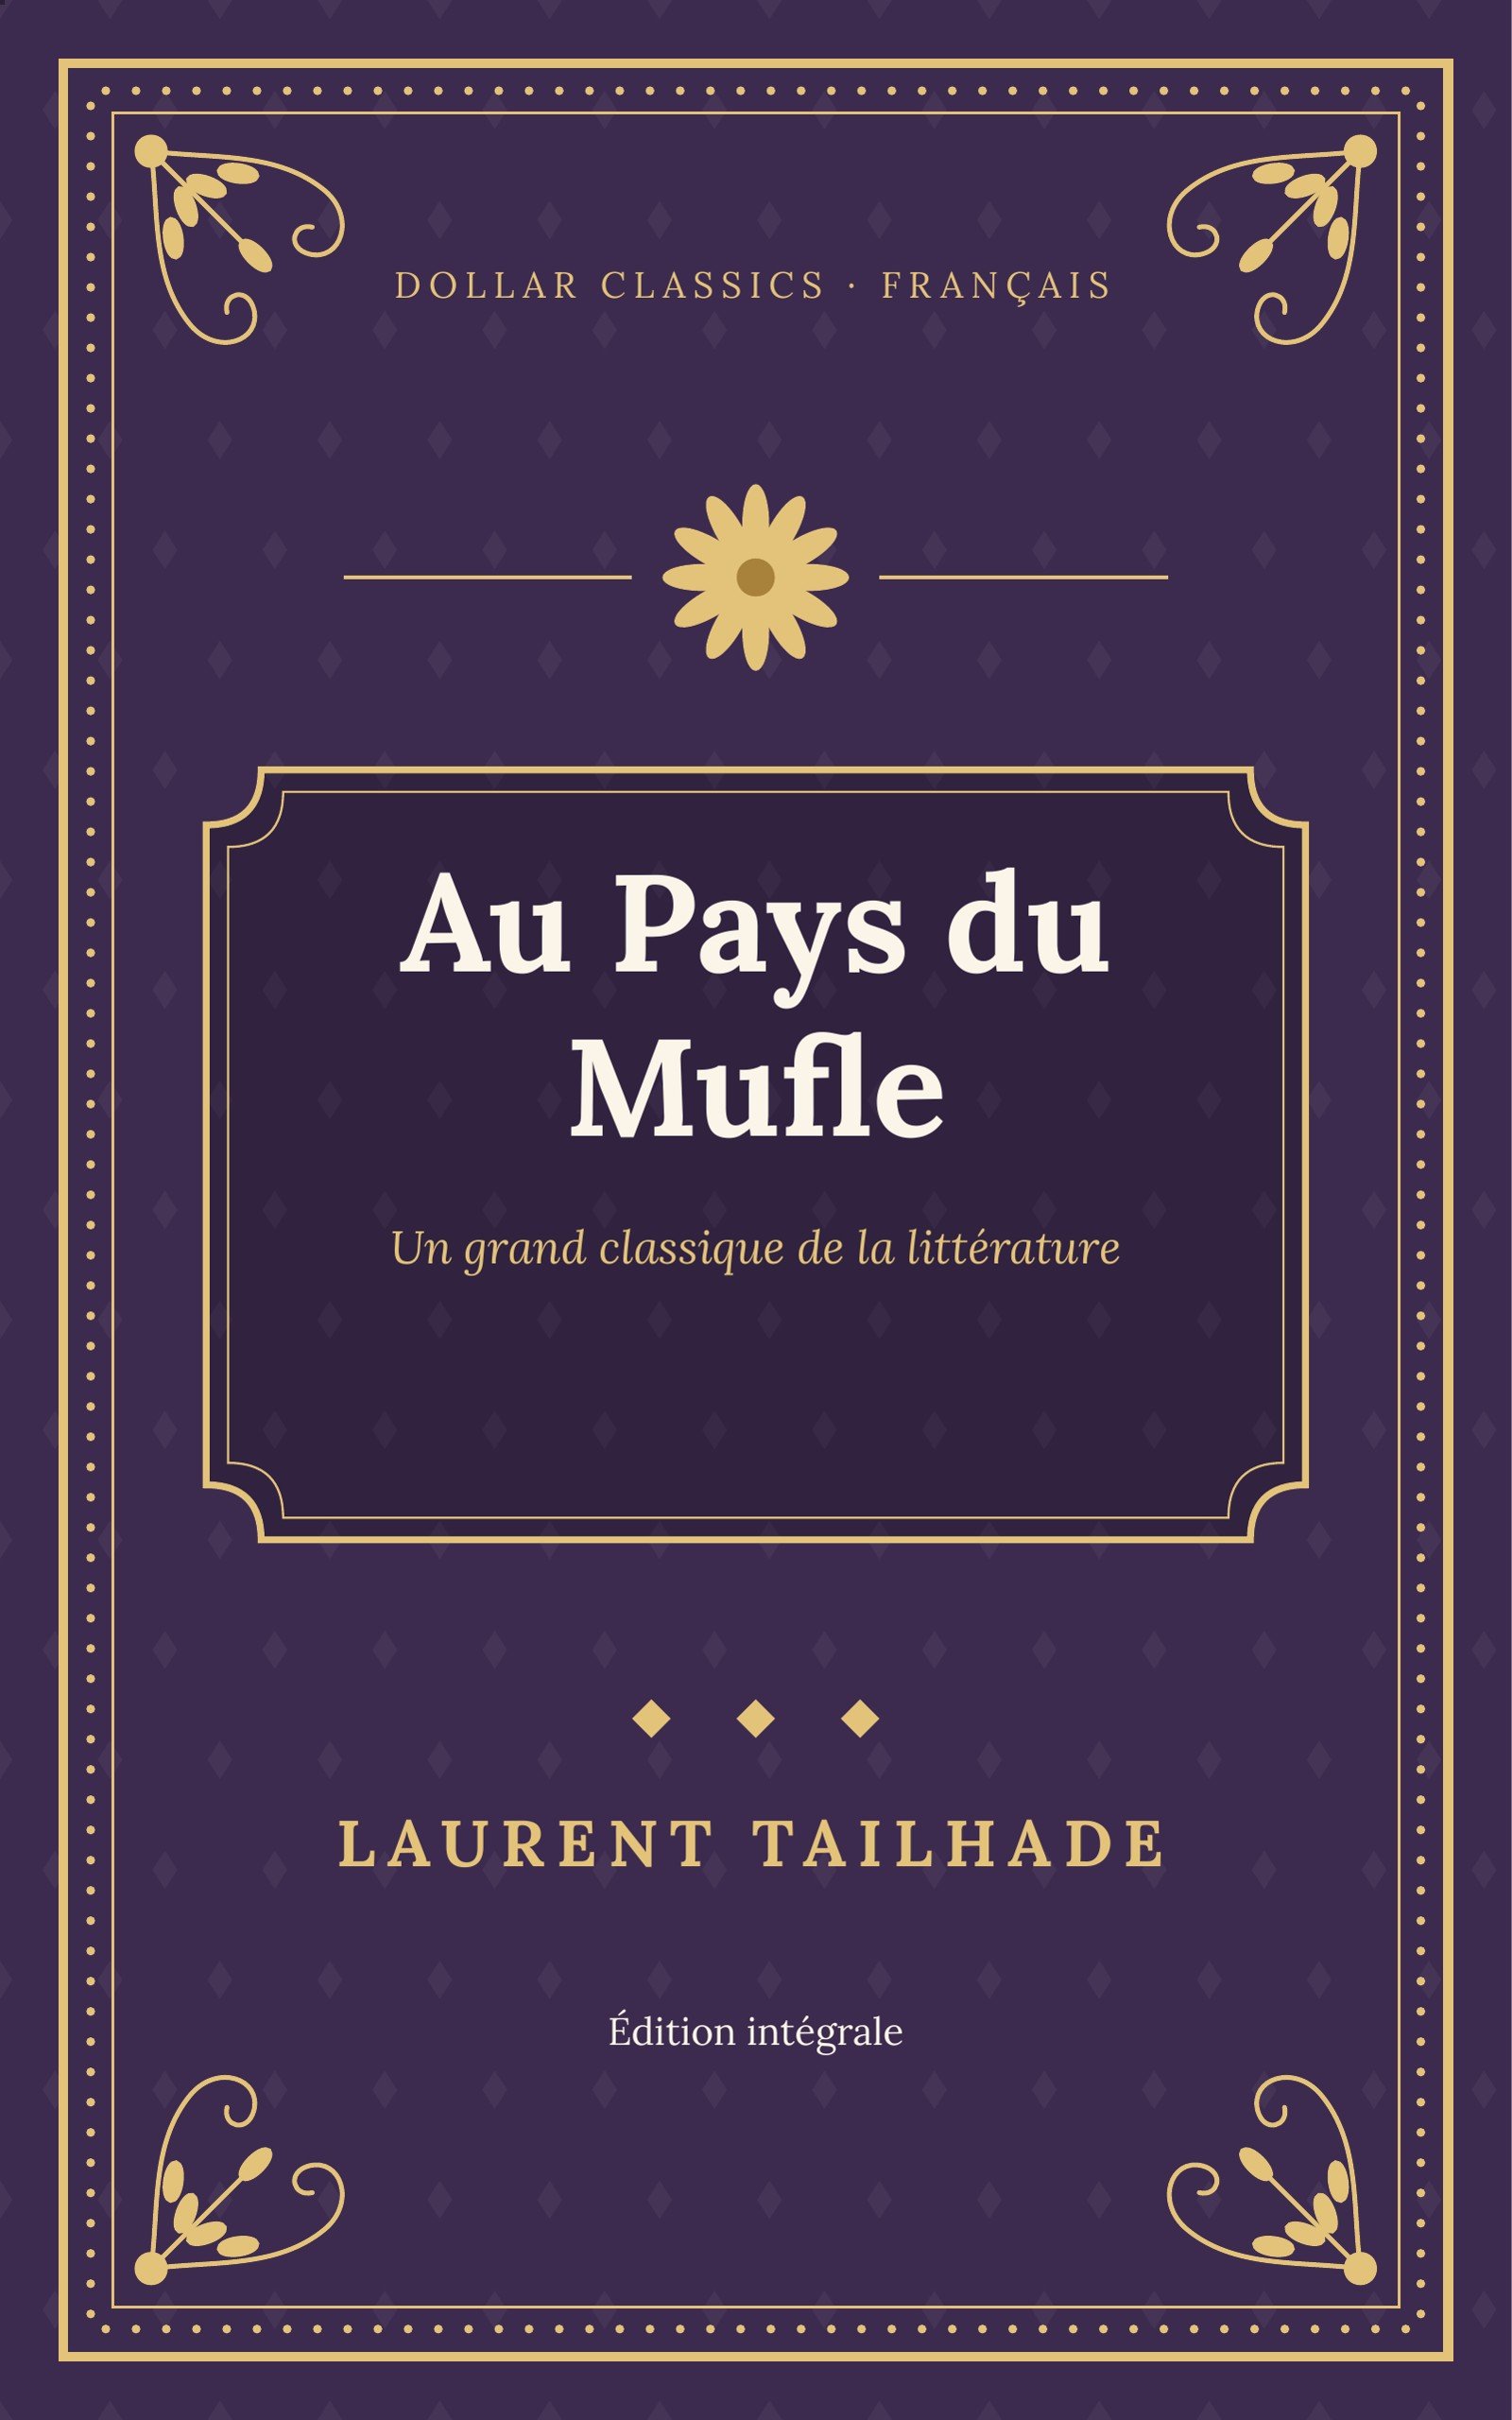 DOLLAR CLASSICS · FRANÇAIS
Au Pays du
Mufle
Un grand classique de la littérature
LAURENT TAILHADE
Édition intégrale